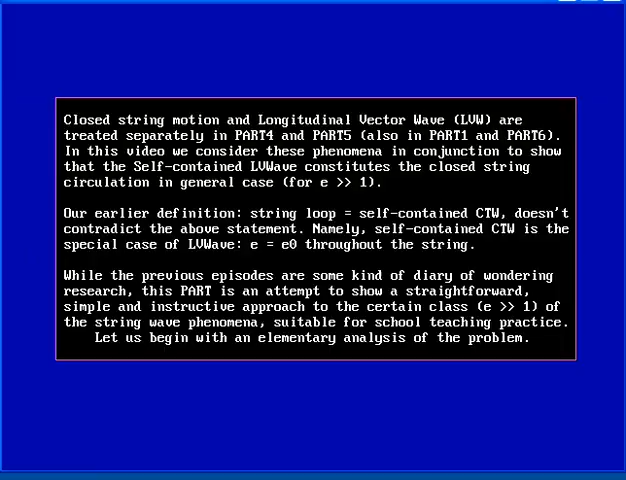 Closed string motion and Longitudinal Vector Wave (LVW) are
treated separately in PART4 and PART5 (also in PART1 and PART6).
In this video we consider these phenomena in conjunction to show
that the Self-contained LVWave constitutes the closed string
circulation in general case (for e >> 1).
Our earlier definition: string loop = self-contained CTW, doesn't
contradict the above statement. Namely, self-contained CTW is the
special case of LVWave: e = e0 throughout the string.
While the previous episodes are some kind of diary of wondering
research, this PART is an attempt to show a straightforward,
simple and instructive approach to the certain class (e >> 1) of
the string wave phenomena, suitable for school teaching practice.
Let us begin with an elementary analysis of the problem.